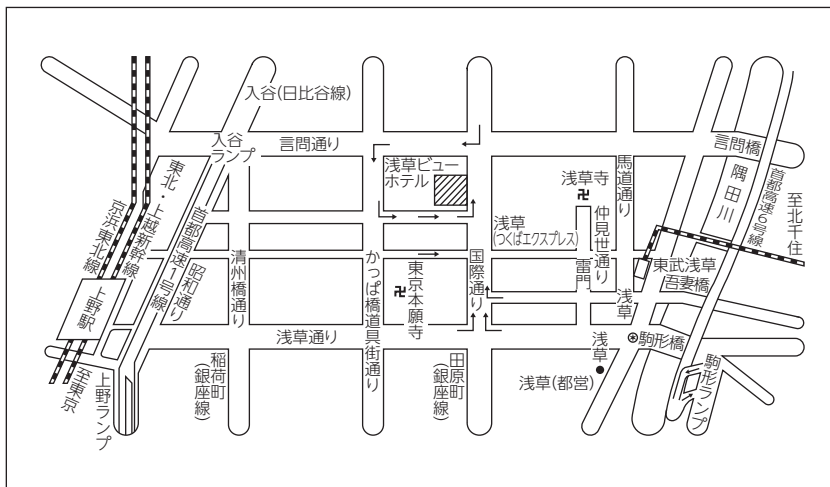 入谷(日比谷線)
入谷
ランプ
言問通り
言問橋
浅草ビュー
ホテル
浅草寺
卍
馬道通り
隅田川
首都高速6号線
至北千住
東北・上越新幹線
京浜東北線
首都高速1号線
昭和通り
清州橋通り
かっぱ橋道具街通り
卍
東京本願寺
国際通り
浅草
(つくばエクスプレス)
仲見世通り
雷門
東武浅草
吾妻橋
浅草
上野駅
浅草通り
稲荷町
(銀座線)
田原町
(銀座線)
浅草
駒形橋
浅草(都営)
駒形ランプ
至東京
上野ランプ